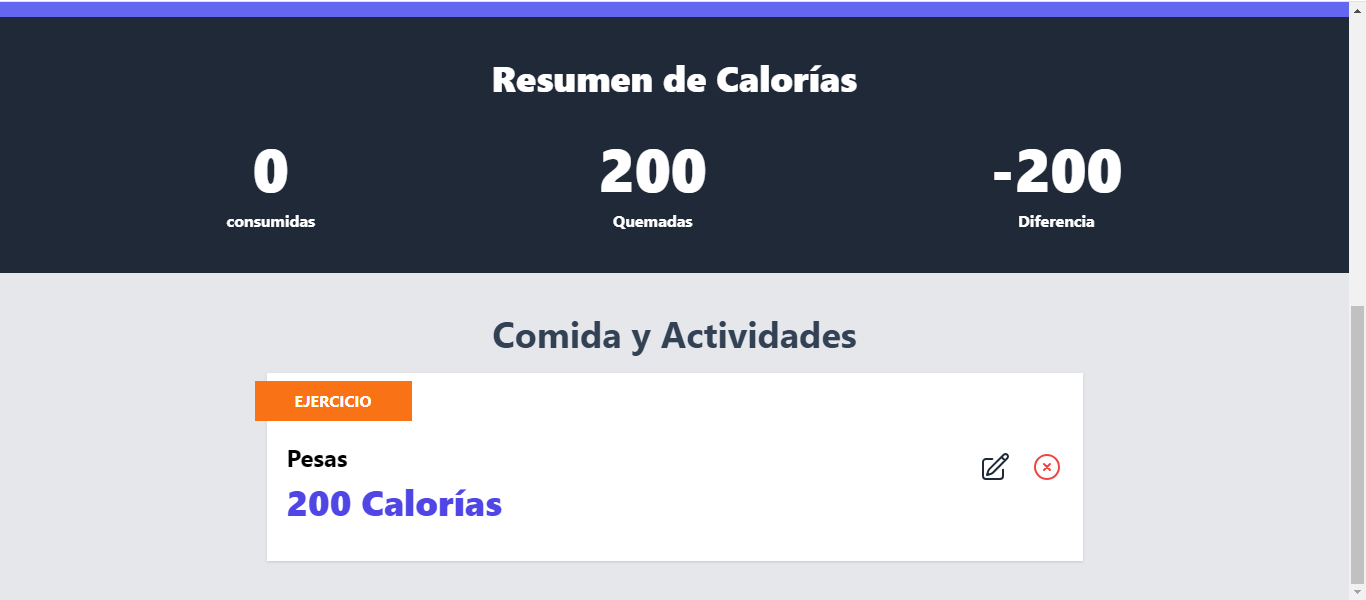 Resumen de Calorías
0
200
-200
consumidas
Quemadas
Diferencia
Comida y Actividades
EJERCICIO
Pesas
200 Calorías